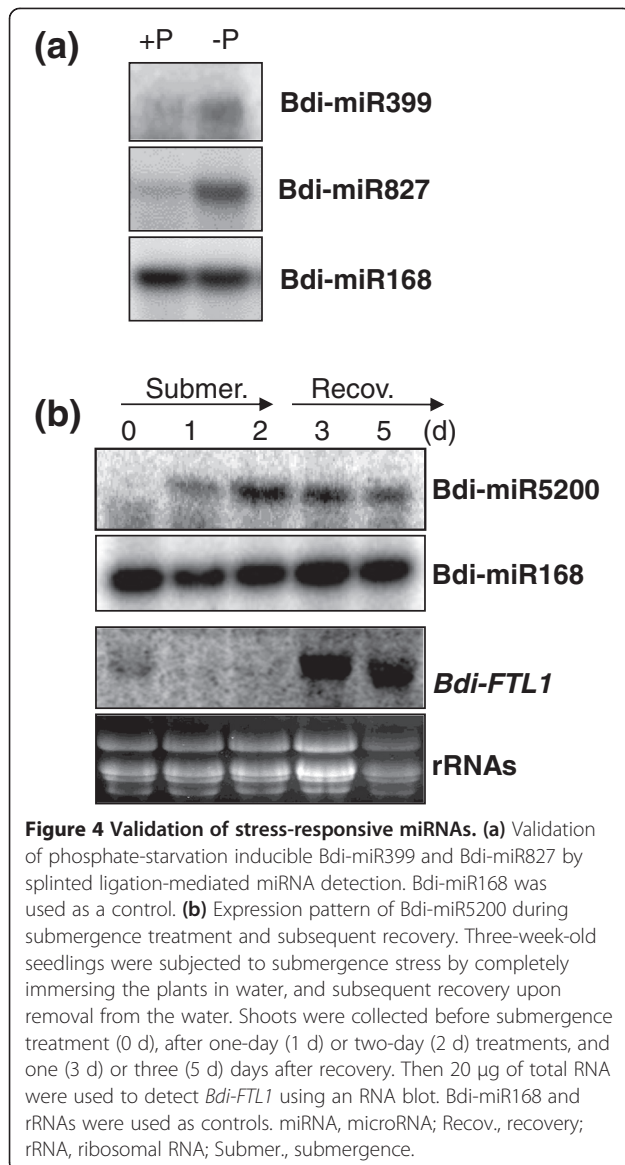 (a)
+P -P
Bdi-miR399
Bdi-miR827
Bdi-miR168
Submer. Recov.
(b)
0 1 2 3 5 (d)
Bdi-miR5200
Bdi-miR168
Bdi-FTL1
rRNAs
Figure 4 Validation of stress-responsive miRNAs. (a) Validation
of phosphate-starvation inducible Bdi-miR399 and Bdi-miR827 by
splinted ligation-mediated miRNA detection. Bdi-miR168 was
used as a control. (b) Expression pattern of Bdi-miR5200 during
submergence treatment and subsequent recovery. Three-week-old
seedlings were subjected to submergence stress by completely
immersing the plants in water, and subsequent recovery upon
removal from the water. Shoots were collected before submergence
treatment (0 d), after one-day (1 d) or two-day (2 d) treatments, and
one (3 d) or three (5 d) days after recovery. Then 20 μg of total RNA
were used to detect Bdi-FTL1 using an RNA blot. Bdi-miR168 and
rRNAs were used as controls. miRNA, microRNA; Recov., recovery;
rRNA, ribosomal RNA; Submer., submergence.